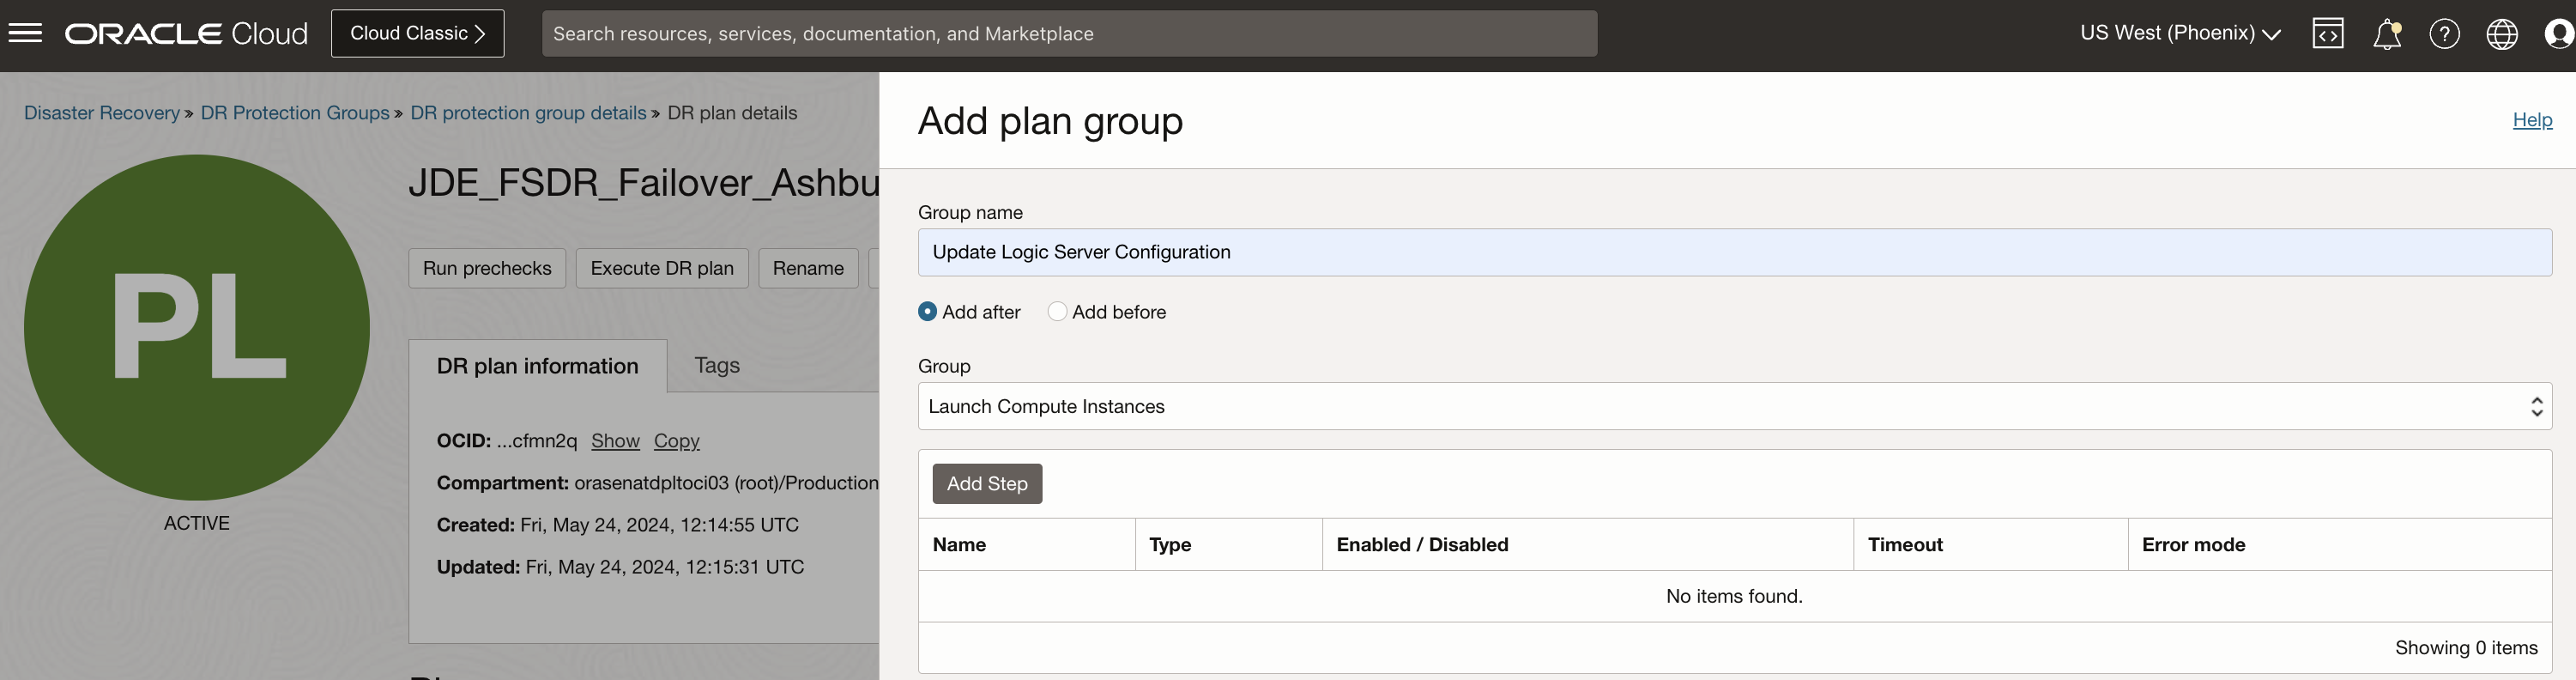 ORACLE Cloud
Cloud Classic
Search resources, services, documentation, and Marketplace
US West (Phoenix)
Disaster Recovery » DR Protection Groups » DR protection group details » DR plan details
PL
ACTIVE
JDE_FSDR_Failover_Ashbu
Run prechecks
Execute DR plan
Rename
DR plan information
Tags
OCID: ...cfmn2q Show Copy
Compartment: orasenatdpltoci03 (root)/Production
Created: Fri, May 24, 2024, 12:14:55 UTC
Updated: Fri, May 24, 2024, 12:15:31 UTC
Add plan group
Help
Group name
Update Logic Server Configuration
Add after
Add before
Group
Launch Compute Instances
Add Step
Name
Type
Enabled / Disabled
Timeout
Error mode
No items found.
Showing 0 items